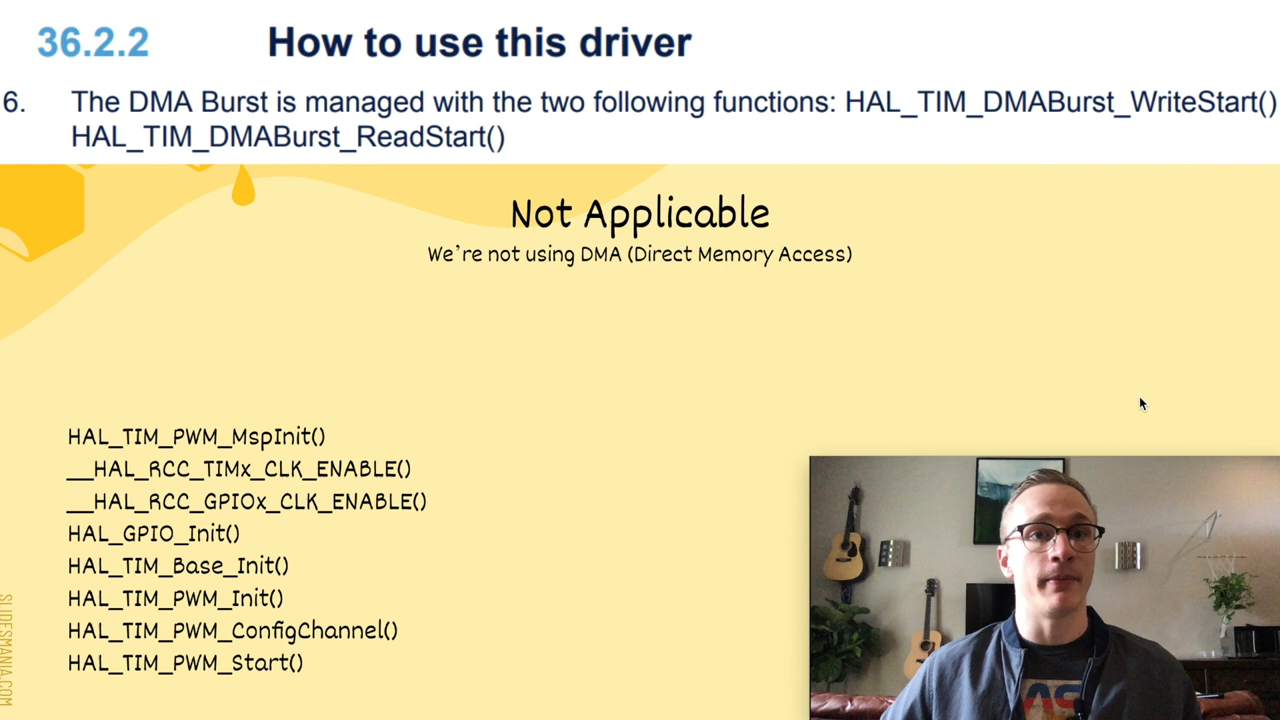 36.2.2 How to use this driver
6. The DMA Burst is managed with the two following functions: HAL_TIM_DMABurst_WriteStart()
HAL_TIM_DMABurst_ReadStart()
Not Applicable
We're not using DMA (Direct Memory Access)
HAL_TIM_PWM_MspInit()
__HAL_RCC_TIMx_CLK_ENABLE()
__HAL_RCC_GPIOx_CLK_ENABLE()
HAL_GPIO_Init()
HAL_TIM_Base_Init()
HAL_TIM_PWM_Init()
HAL_TIM_PWM_ConfigChannel()
HAL_TIM_PWM_Start()
SLIDESMANIA.COM